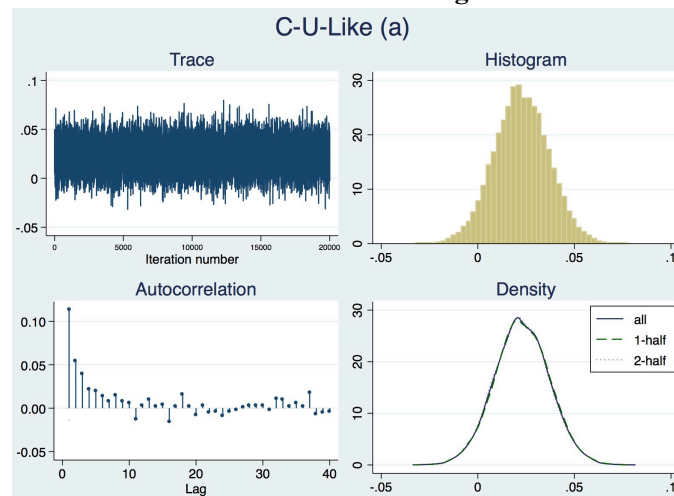 C-U-Like (a)
Trace
.1
.05
0
-.05
0 5000 10000 15000 20000
Iteration number
Histogram
30
20
10
0
-.05 0 .05 .1
Autocorrelation
0.10
0.05
0.00
-0.05
0 10 20 30 40
Lag
Density
30
20
10
0
all
1-half
2-half
-.05 0 .05 .1